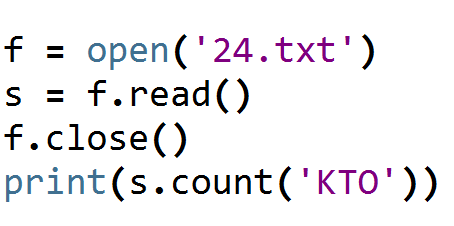 f = open('24.txt')
s = f.read()
f.close()
print(s.count('KTO'))